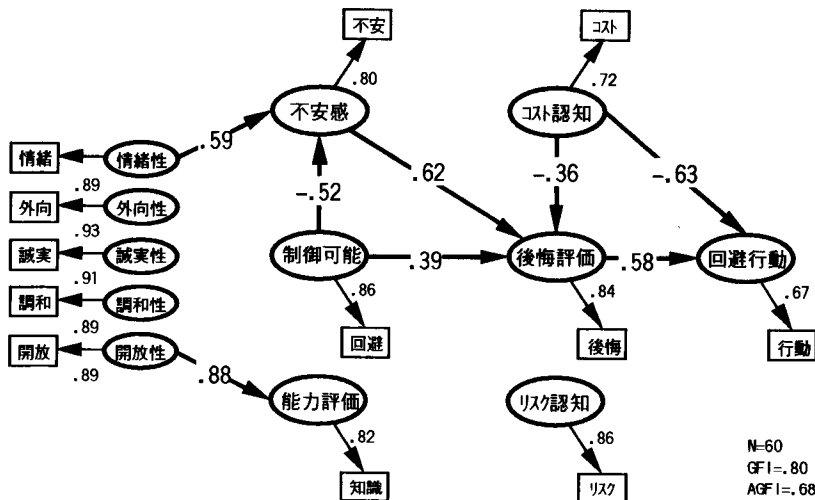 不安
コスト
.80
.72
不安感
コスト認知
.59
情緒
情緒性
.89
-.52
.62
-.36
-.63
外向
外向性
.93
誠実
誠実性
制御可能
.39
後悔評価
.58
回避行動
.91
.86
.84
.67
調和
調和性
.89
回避
後悔
行動
開放
開放性
.89
.88
能力評価
リスク認知
.82
.86
知識
リスク
N=60
GFI=.80
AGFI=.68